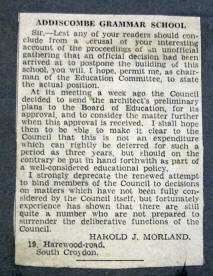 ADDISCOMBE GRAMMAR SCHOOL
Sir,—Lest any of your readers should con-
clude from a perusal of your interesting
account of the proceedings of an unofficial
gathering that an official decision had been
arrived at to postpone the building of this
school, you will, I hope, permit me, as chair-
man of the Education Committee, to state
the actual position.
At its meeting a week ago the Council
decided to send the architect's preliminary
plans to the Board of Education, for its
approval, and to consider the matter further
when this approval is received. I shall hope
then to be able to make it clear to the
Council that this is not an expenditure
which can rightly be deferred for such a
period as three years, but should on the
contrary be put in hand forthwith as part of
a well-considered educational policy.
I strongly deprecate the renewed attempt
to bind members of the Council to decisions
on matters which have not been fully con-
sidered by the Council itself, but fortunately
experience has shown that there are still
quite a number who are not prepared to
surrender the deliberative functions of the
Council.
HAROLD J. MORLAND.
19, Harewood-road,
South Croydon.